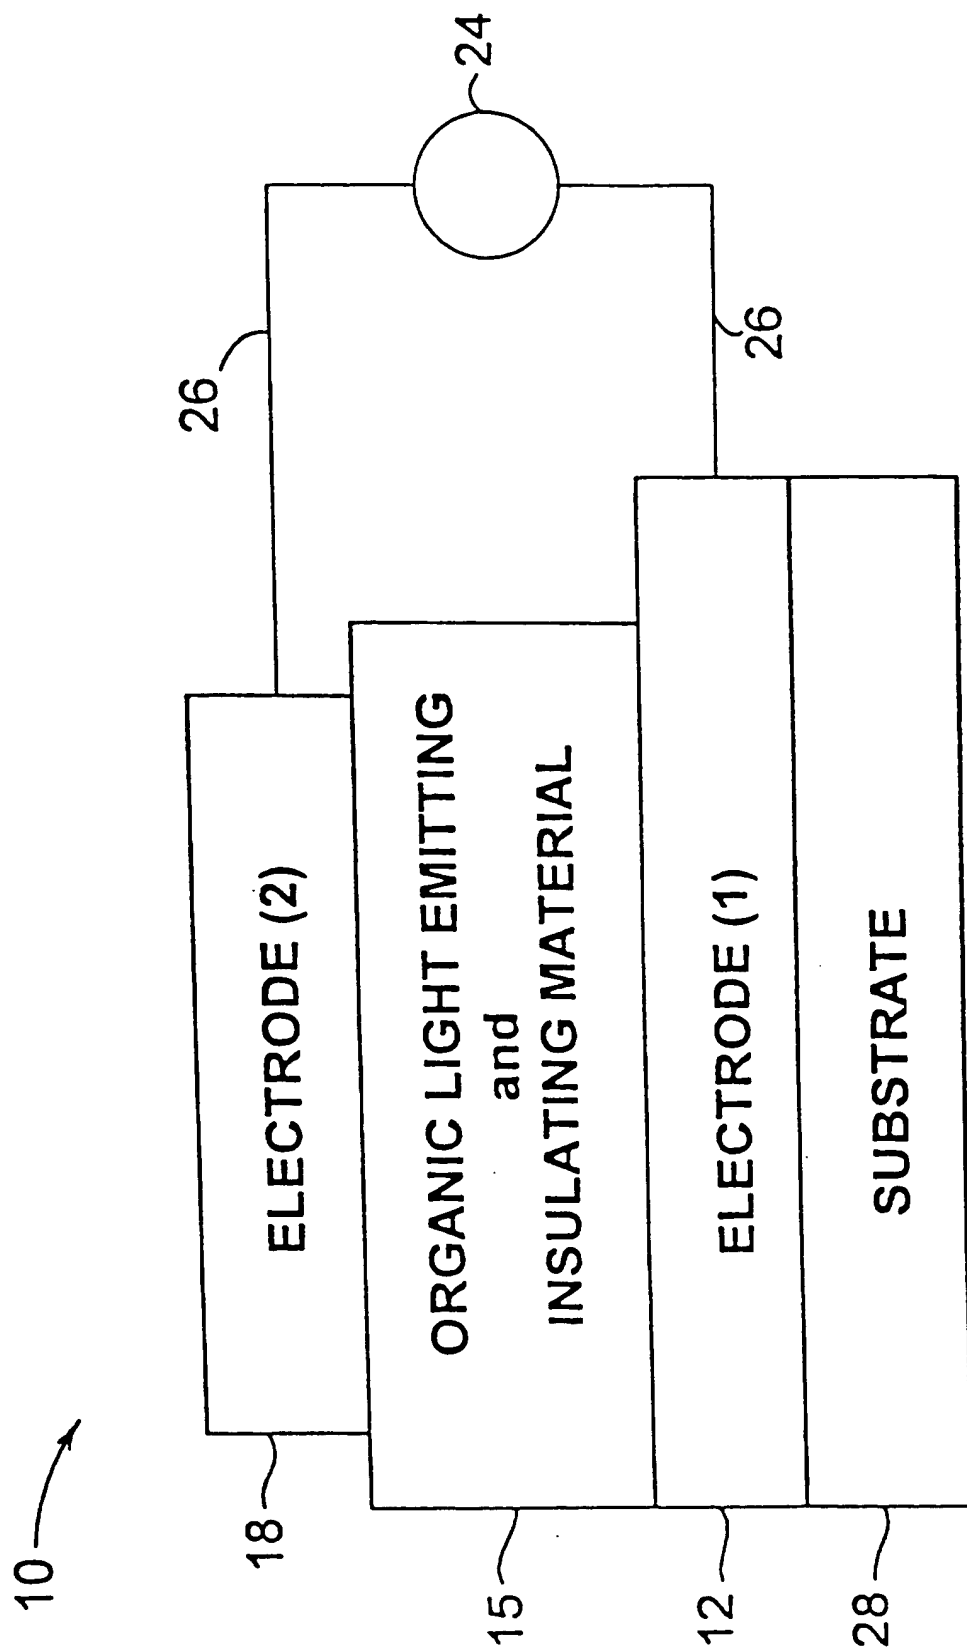 10
18
ELECTRODE (2)
26
24
15
ORGANIC LIGHT EMITTING
and
INSULATING MATERIAL
12
ELECTRODE (1)
26
28
SUBSTRATE